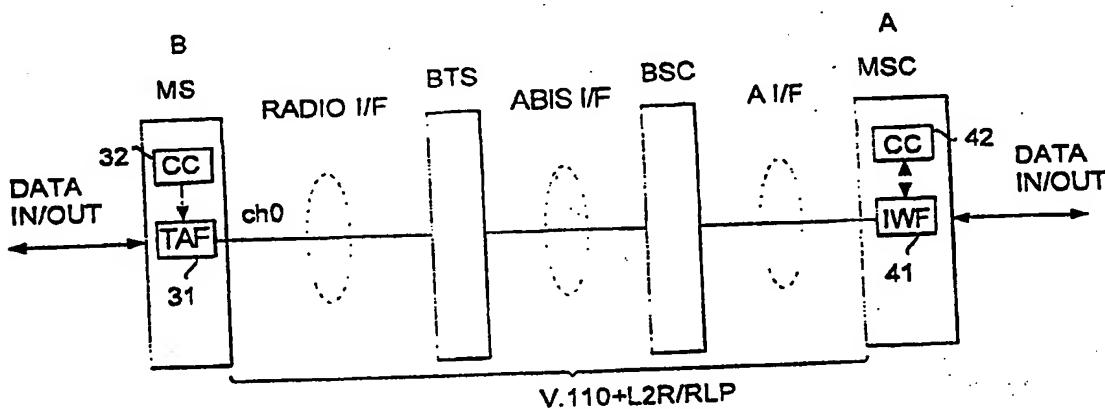 B
A
MS
RADIO I/F
BTS
ABIS I/F
BSC
A I/F
MSC
32
CC
CC
42
DATA
IN/OUT
DATA
IN/OUT
ch0
TAF
IWF
31
41
V.110+L2R/RLP